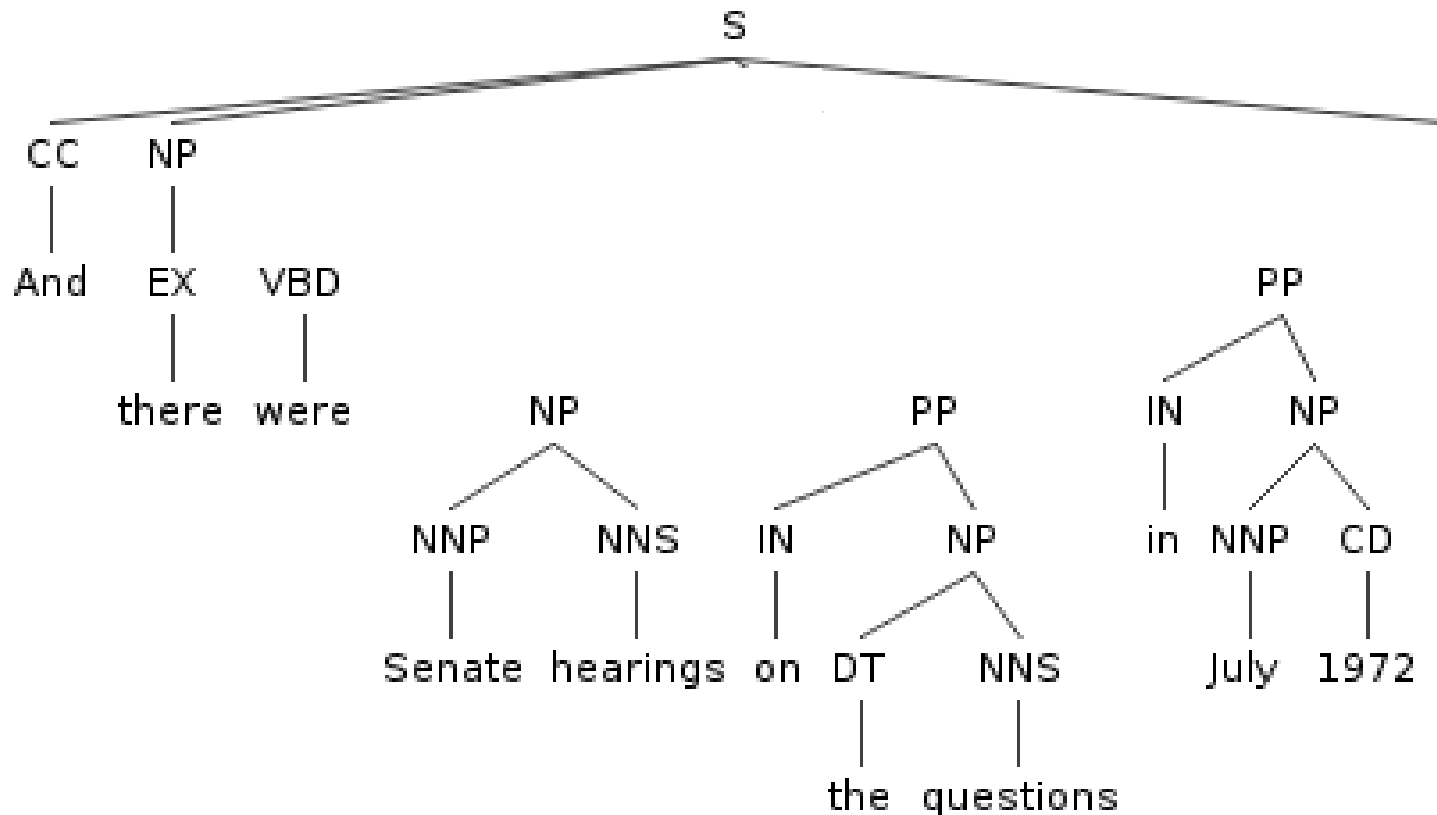 S
CC NP
And EX VBD PP
there were NP PP IN NP
NNP NNS IN NP in NNP CD
Senate hearings on DT NNS July 1972
the questions